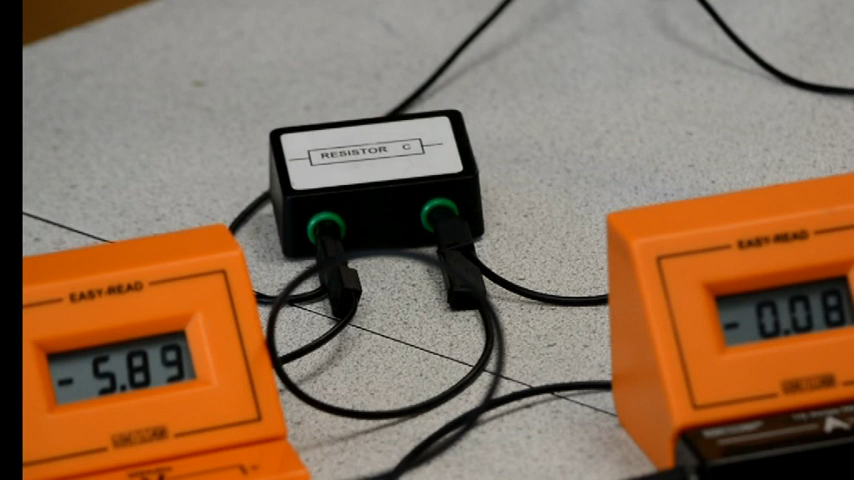 RESISTOR C
EASY-READ
- 5.89
EASY-READ
- 0.08